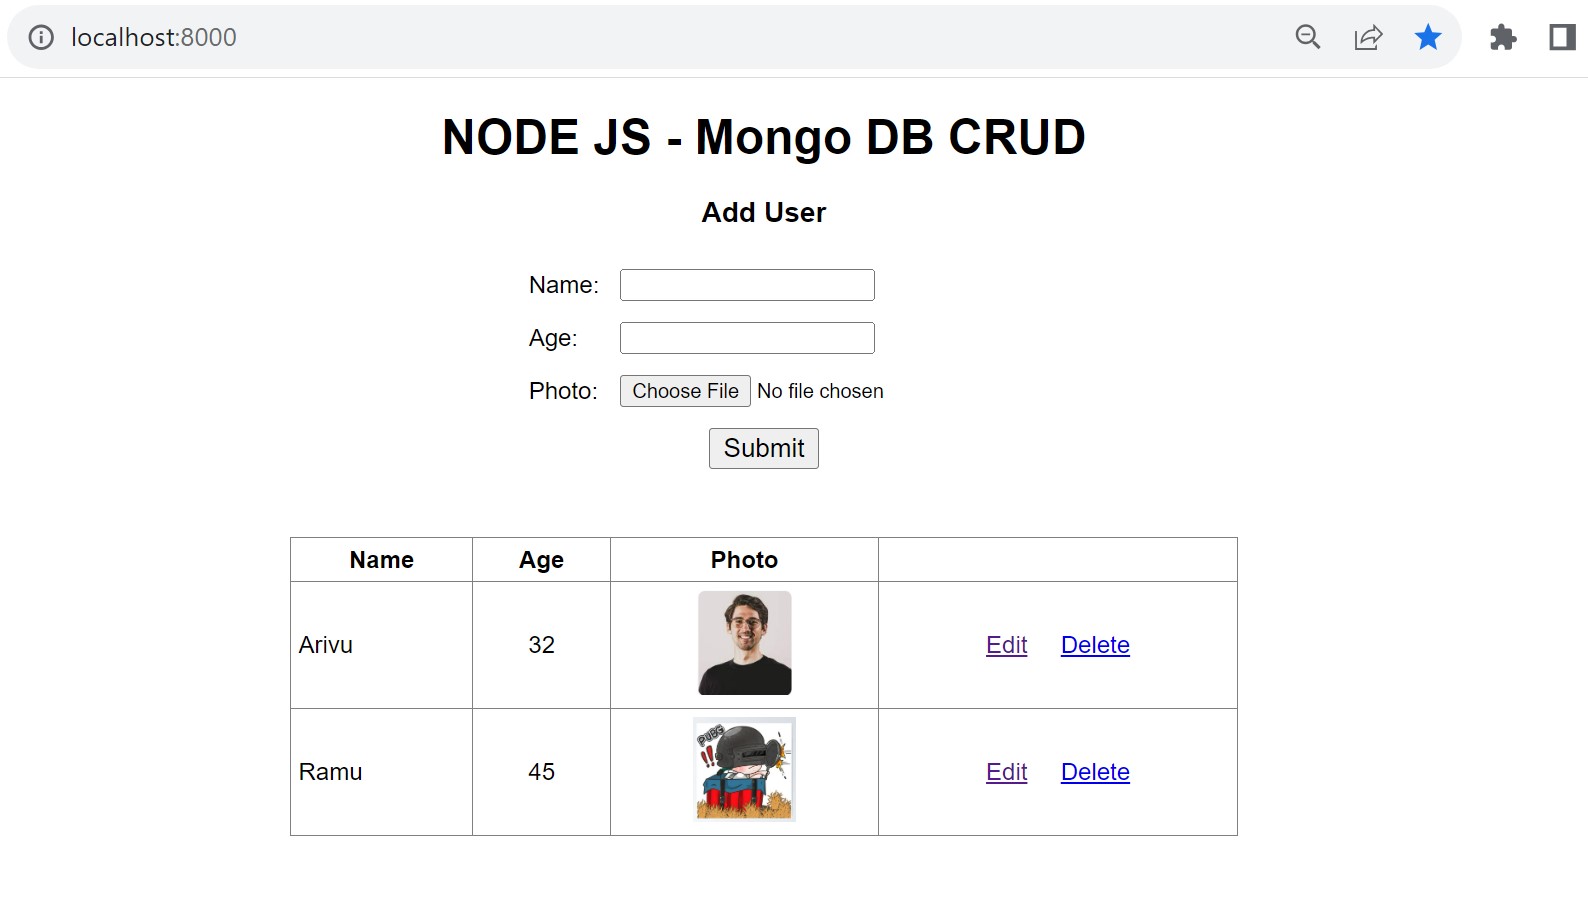 localhost:8000
NODE JS - Mongo DB CRUD
Add User
Name:
Age:
Photo: Choose File No file chosen
Submit
Name Age Photo
Arivu 32 Edit Delete
PUBG
!!
Ramu 45 Edit Delete